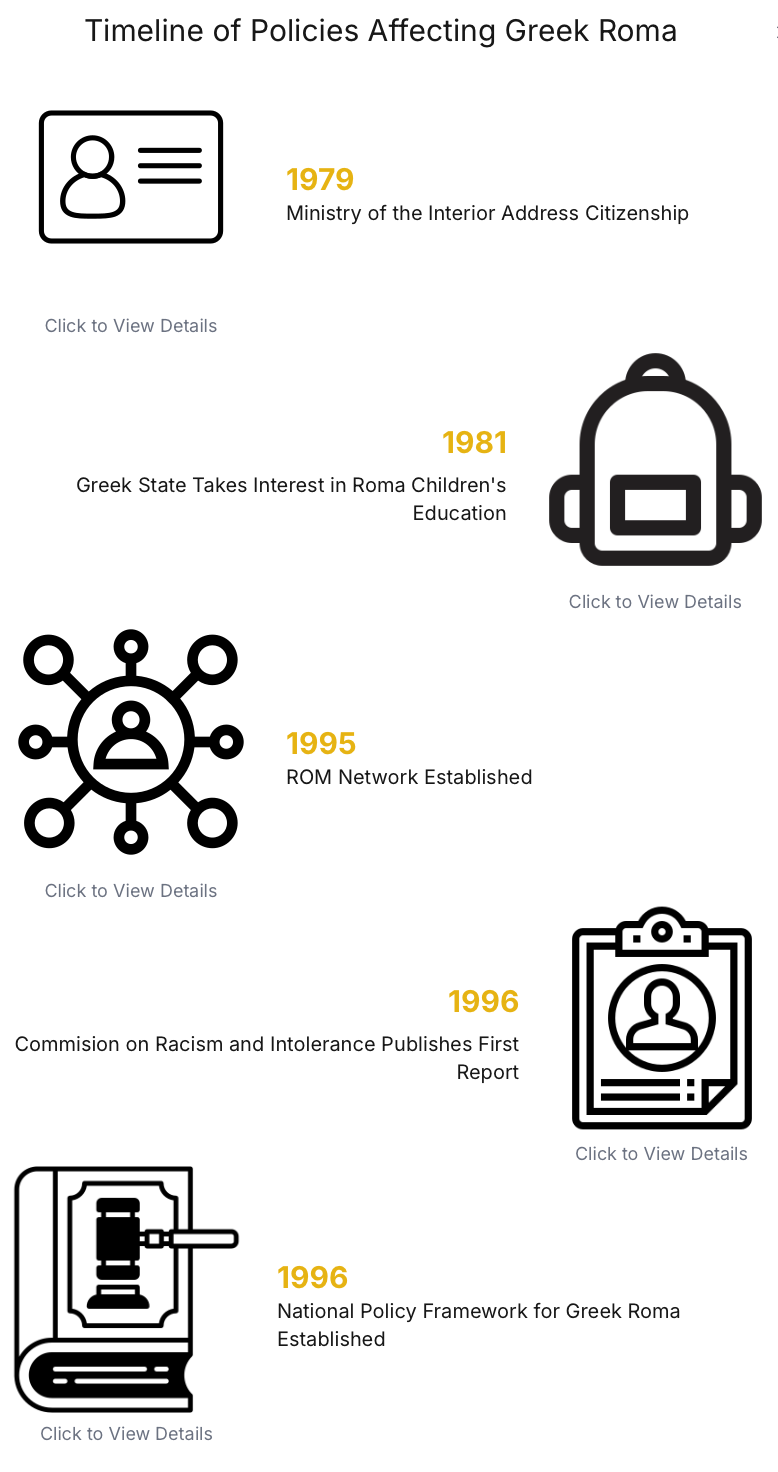 Timeline of Policies Affecting Greek Roma
1979
Ministry of the Interior Address Citizenship
Click to View Details
1981
Greek State Takes Interest in Roma Children's
Education
Click to View Details
1995
ROM Network Established
Click to View Details
1996
Commision on Racism and Intolerance Publishes First
Report
Click to View Details
1996
National Policy Framework for Greek Roma
Established
Click to View Details